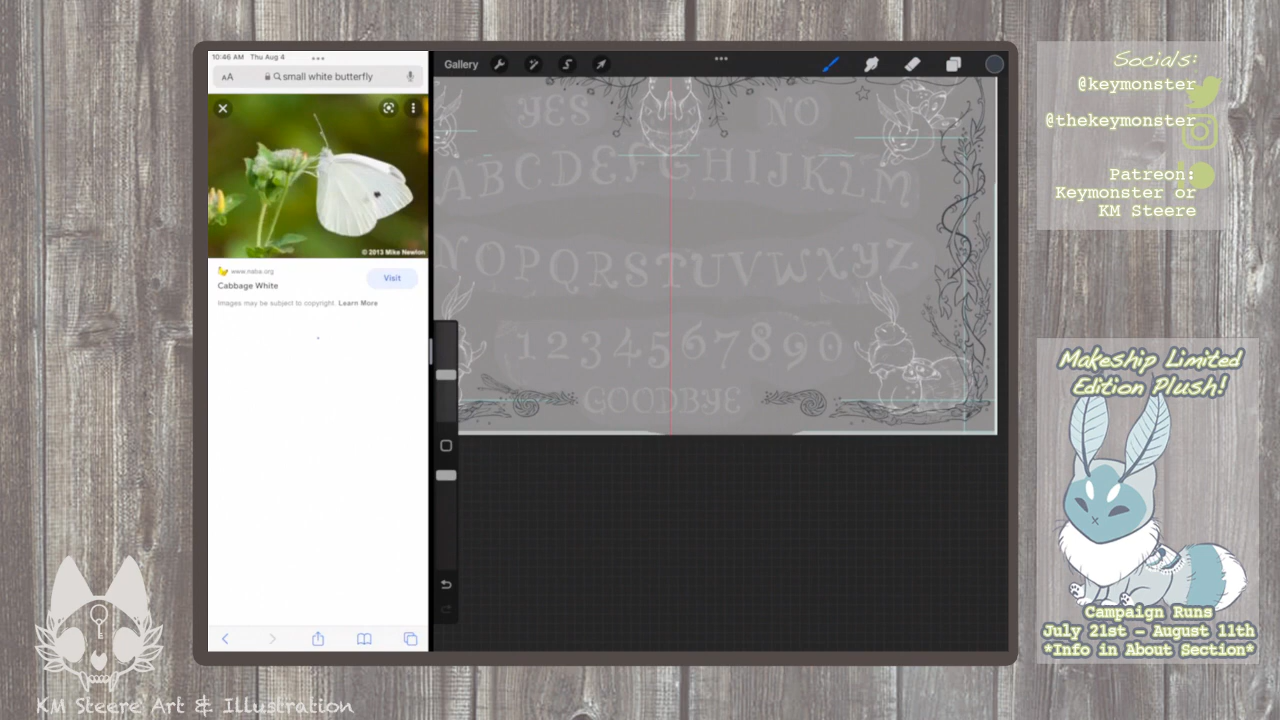 10:46 AM Thu Aug 4
AA small white butterfly
© 2013 Mike Newton
www.naba.org
Cabbage White
Visit
Images may be subject to copyright. Learn More
Gallery
YES NO
ABCDEFGHIJKLM
NOPQRSTUVWXYZ
1234567890
GOODBYE
Socials:
@keymonster
@thekeymonster
Patreon:
Keymonster or
KM Steere
Makeship Limited
Edition Plush!
Campaign Runs
July 21st - August 11th
*Info in About Section*
KM Steere Art & Illustration